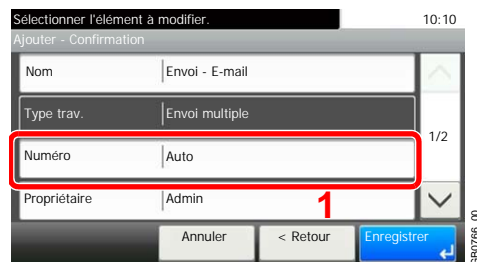 Sélectionner l'élément à modifier. 10:10
Ajouter - Confirmation
Nom Envoi - E-mail
Type trav. Envoi multiple
1/2
Numéro Auto
Propriétaire Admin
1
Annuler < Retour Enregistrer
GB0766_00